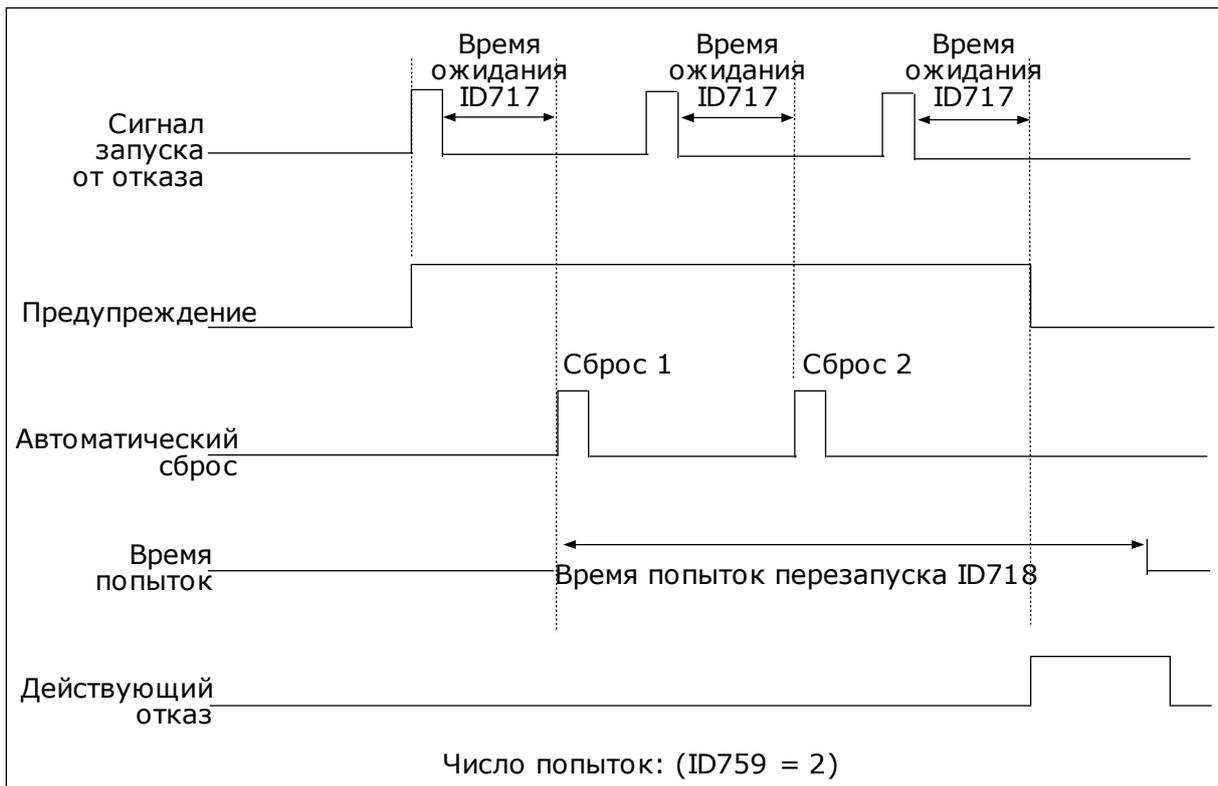 Время
ожидания
ID717
Время
ожидания
ID717
Время
ожидания
ID717
Сигнал
запуска
от отказа
Предупреждение
Сброс 1
Сброс 2
Автоматический
сброс
Время
попыток
Время попыток перезапуска ID718
Действующий
отказ
Число попыток: (ID759 = 2)